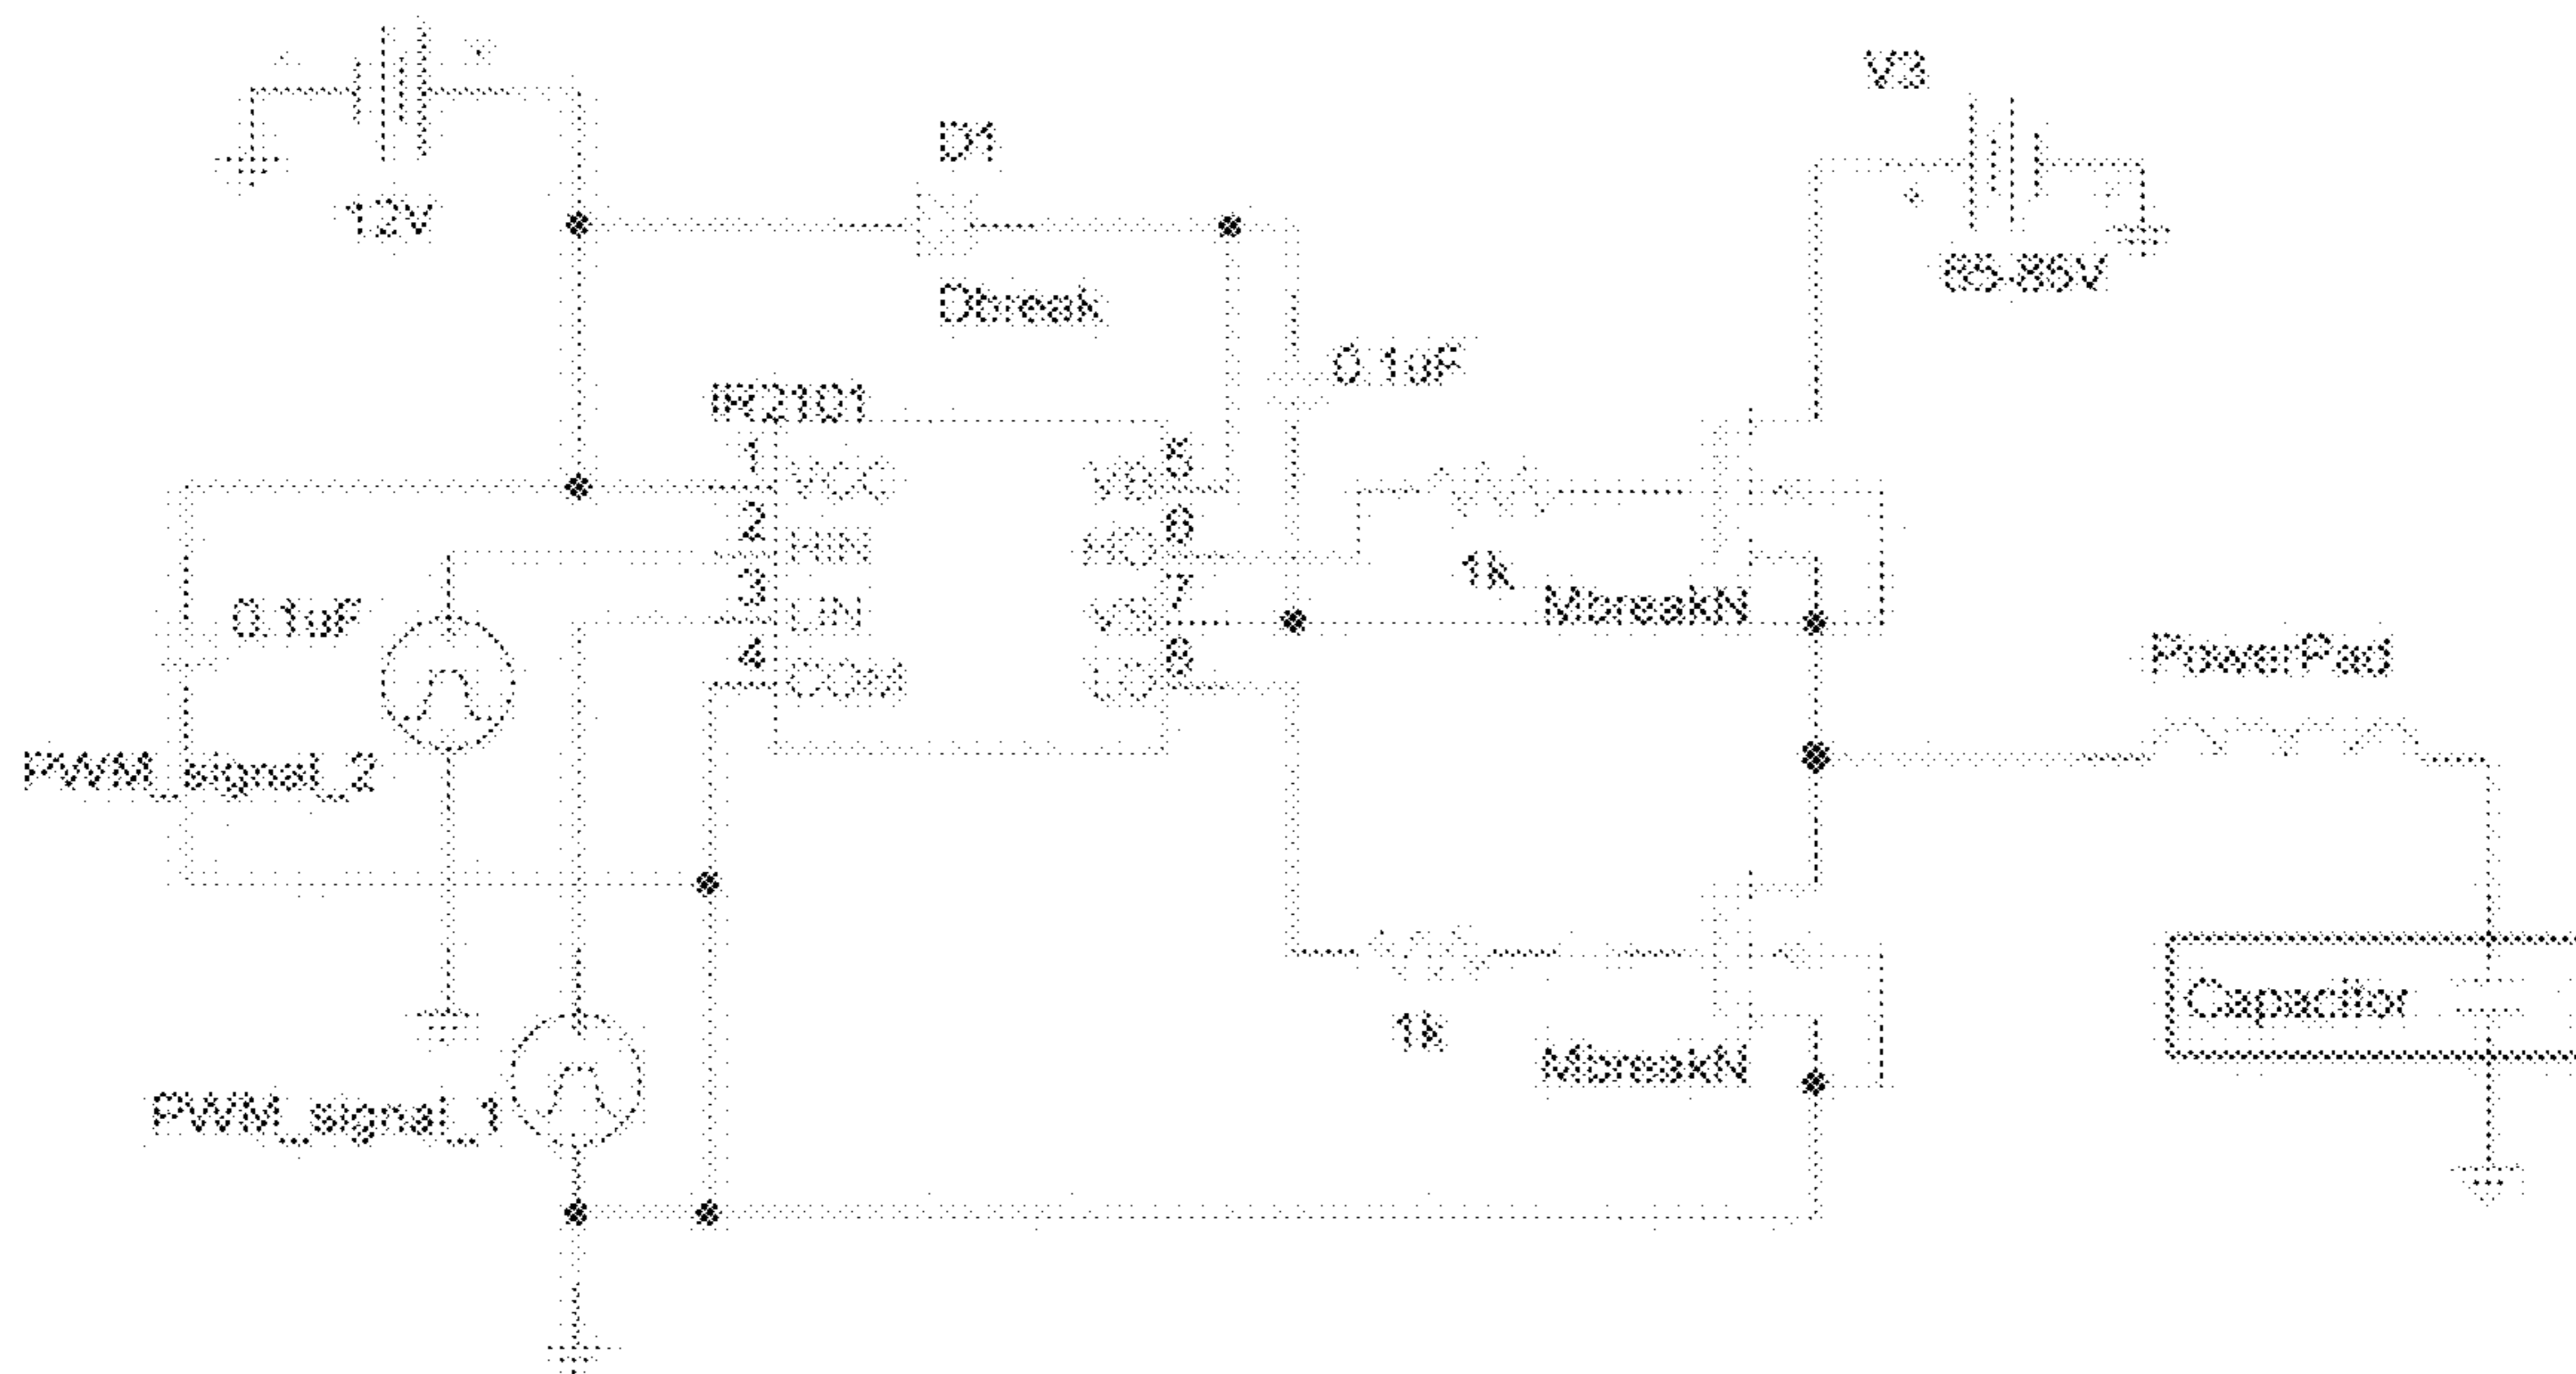 V3
D1
12V
85-85V
Dbreak
0.1uF
IR2101
1
VCC
VB
5
2
HIN
HO
6
1k
MbreakN
3
LIN
VS
7
0.1uF
4
COM
LO
8
PowerPad
PWM_signal_2
Capacitor
1k
MbreakN
PWM_signal_1